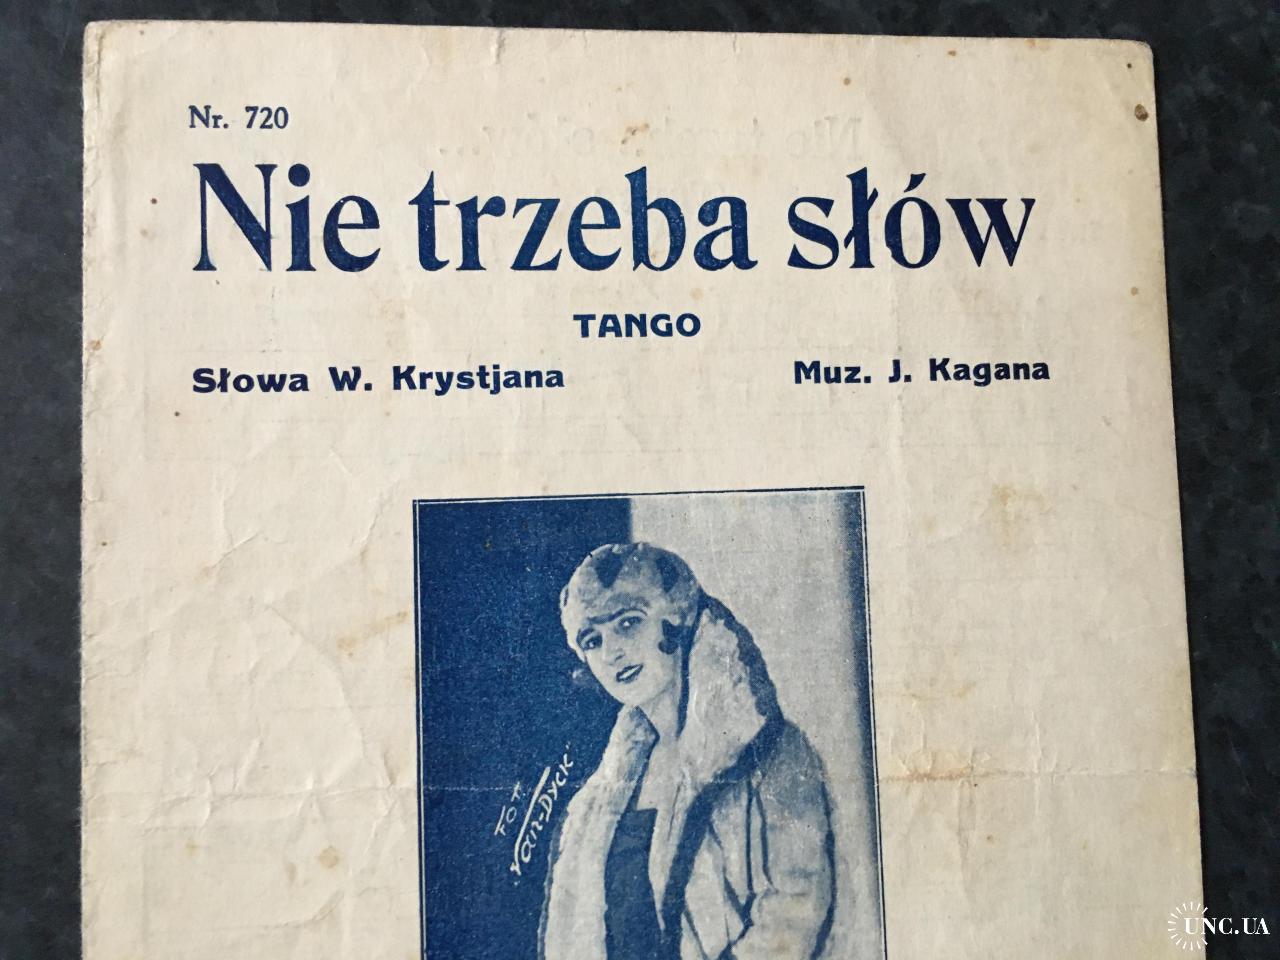 Nr. 720
Nie trzeba słów
TANGO
Słowa W. Krystjana
Muz. J. Kagana
FOT.
"Van-Dyck"
UNC.UA